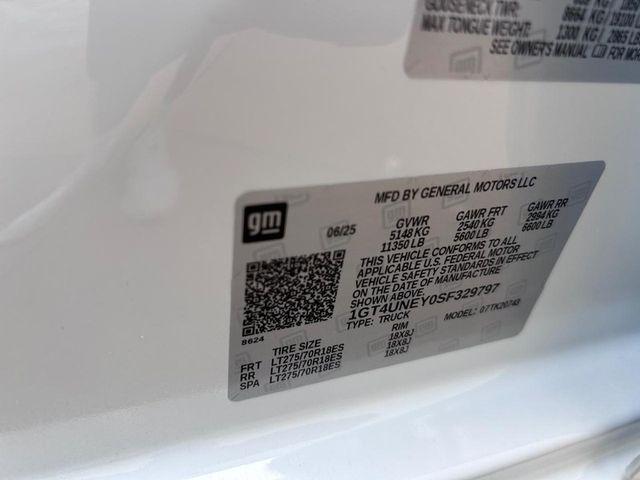 GOOSENECK TWR: 8664 KG / 19100
MAX TONGUE WEIGHT: 1300 KG / 2865
SEE OWNER'S MANUAL FOR MOR
gm
MFD BY GENERAL MOTORS LLC
06/25 GVWR GAWR FRT GAWR RR
5148 KG 2540 KG 2994 KG
11350 LB 5600 LB 6600 LB
THIS VEHICLE CONFORMS TO ALL
APPLICABLE U.S. FEDERAL MOTOR
VEHICLE SAFETY STANDARDS IN EFFECT
ON THE DATE OF MANUFACTURE
SHOWN ABOVE.
1GT4UNEY0SF329797
TYPE: TRUCK MODEL: 07TK20743
8624
TIRE SIZE RIM
FRT LT275/70R18ES 18X8J
RR LT275/70R18ES 18X8J
SPA LT275/70R18ES 18X8J